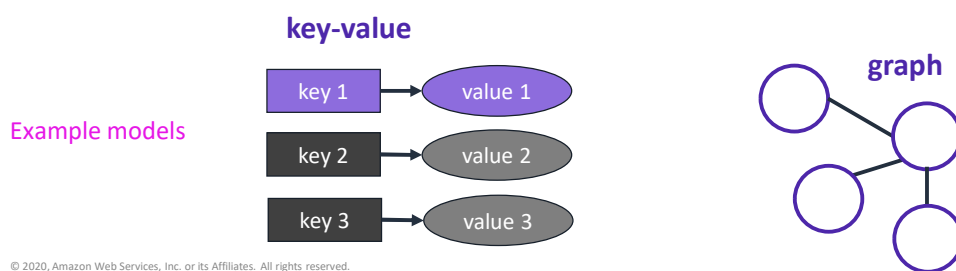 key-value
graph
key 1
value 1
Example models
key 2
value 2
key 3
value 3
© 2020, Amazon Web Services, Inc. or its Affiliates. All rights reserved.